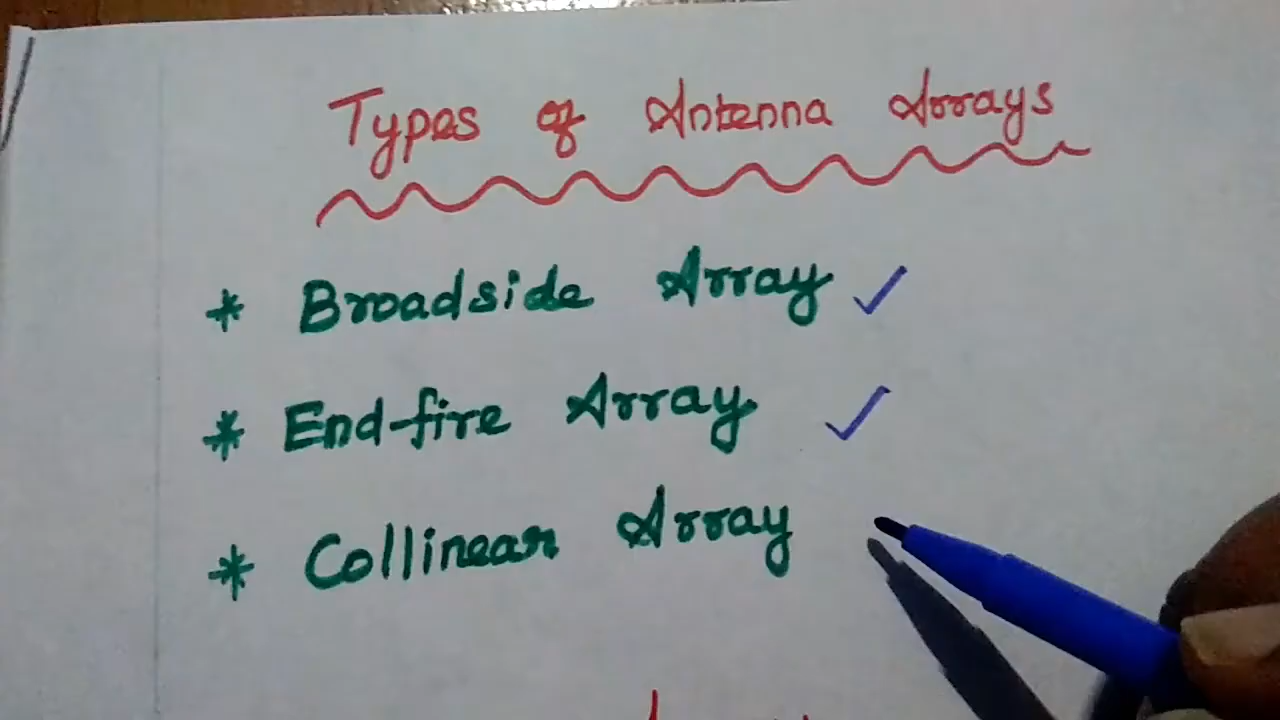 Types of Antenna Arrays
* Broadside Array ✓
* End-fire Array ✓
* Collinear Array